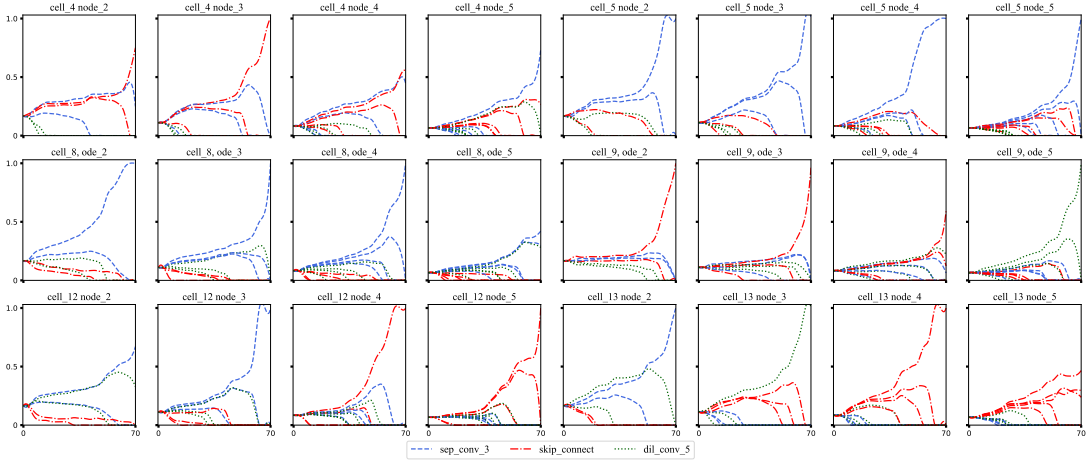 cell_4 node_2 cell_4 node_3 cell_4 node_4 cell_4 node_5 cell_5 node_2 cell_5 node_3 cell_5 node_4 cell_5 node_5
1.0
0.5
0
cell_8, ode_2 cell_8, ode_3 cell_8, ode_4 cell_8, ode_5 cell_9, ode_2 cell_9, ode_3 cell_9, ode_4 cell_9, ode_5
1.0
0.5
0
cell_12 node_2 cell_12 node_3 cell_12 node_4 cell_12 node_5 cell_13 node_2 cell_13 node_3 cell_13 node_4 cell_13 node_5
1.0
0.5
0
0 70 0 70 0 70 0 70 0 70 0 70 0 70 0 70
sep_conv_3 skip_connect dil_conv_5